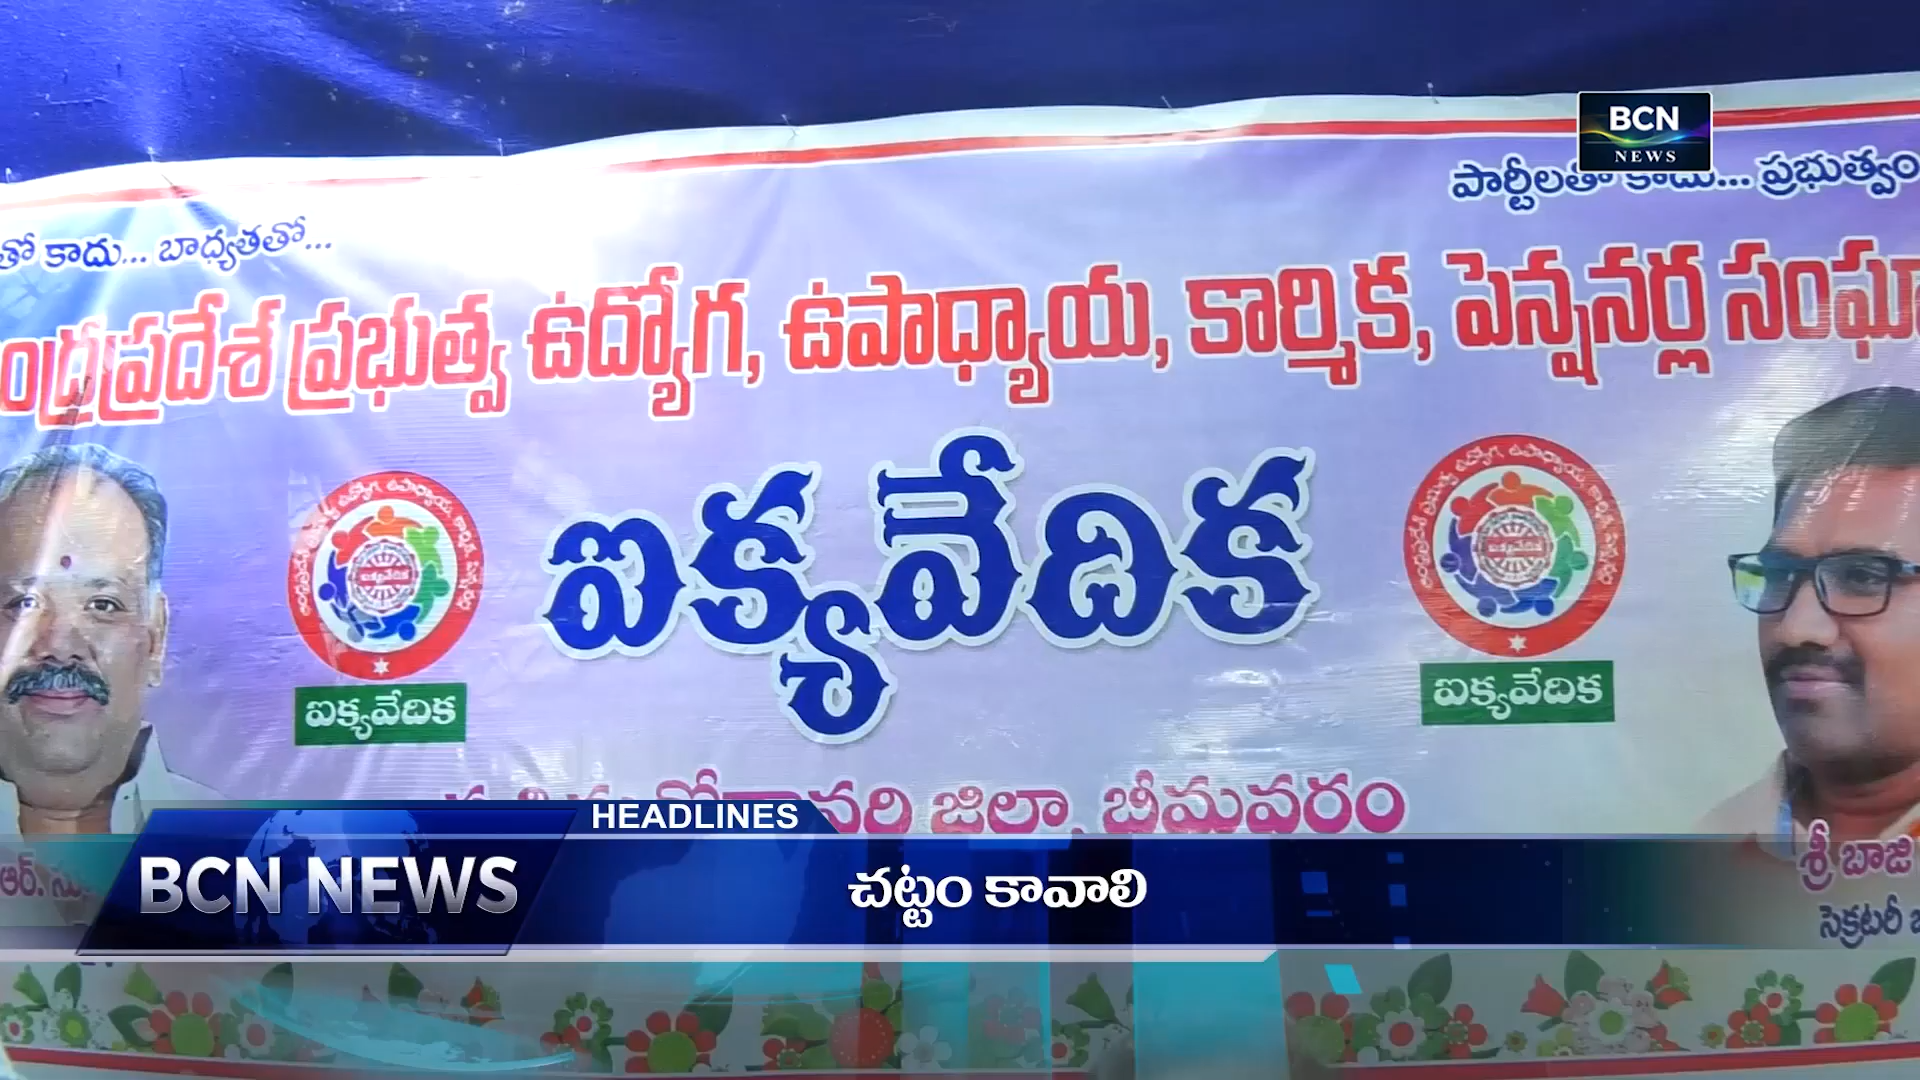 BCN
NEWS
తో కాదు... బాధ్యతతో...
పార్టీలతో కాదు... ప్రభుత్వం
ంధ్రప్రదేశ్ ప్రభుత్వ ఉద్యోగ, ఉపాధ్యాయ, కార్మిక, పెన్షనర్ల సంఘా
ఐక్యవేదిక
ఐక్యవేదిక
ఐక్యవేదిక
జిల్లా, బీమవరం
HEADLINES
BCN NEWS
చట్టం కావాలి
ఆర్.
శ్రీ బాజి
సెక్రటరీ